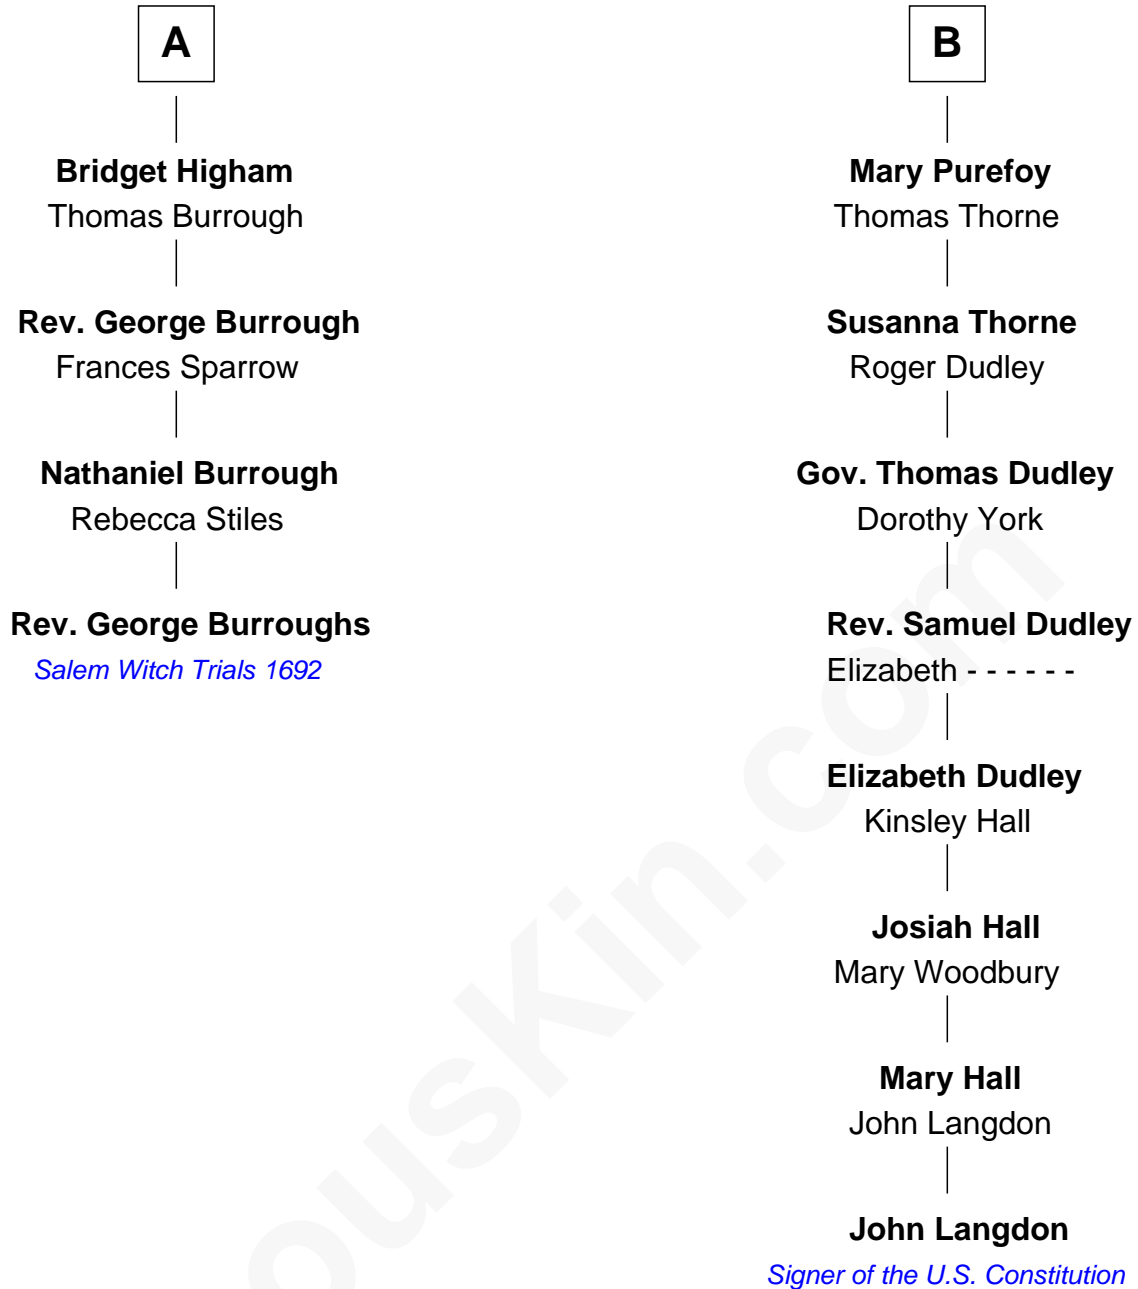 A
Bridget Higham
Thomas Burrough
Rev. George Burrough
Frances Sparrow
Nathaniel Burrough
Rebecca Stiles
Rev. George Burroughs
Salem Witch Trials 1692
B
Mary Purefoy
Thomas Thorne
Susanna Thorne
Roger Dudley
Gov. Thomas Dudley
Dorothy York
Rev. Samuel Dudley
Elizabeth - - - - - -
Elizabeth Dudley
Kinsley Hall
Josiah Hall
Mary Woodbury
Mary Hall
John Langdon
John Langdon
Signer of the U.S. Constitution
ousKin.com